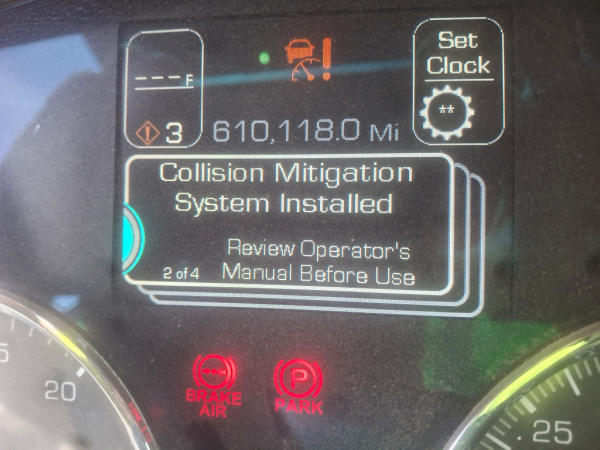 ---F
3
610,118.0 Mi
Set
Clock
**
Collision Mitigation
System Installed
Review Operator's
2 of 4 Manual Before Use
BRAKE
AIR
P
PARK
20
25